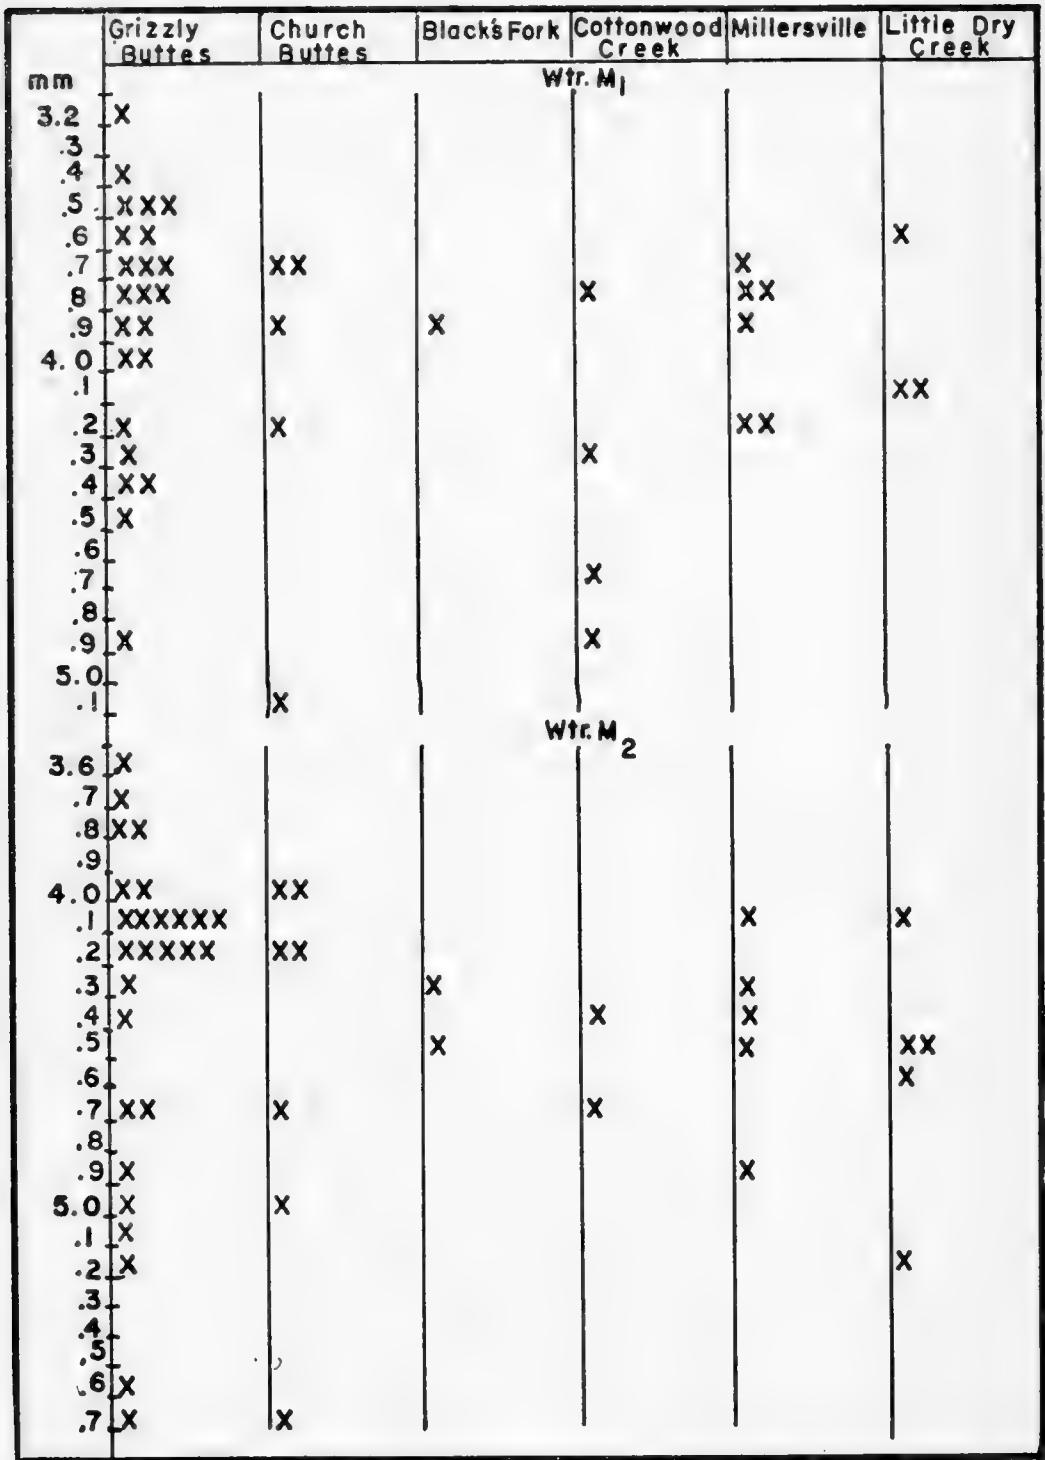 Grizzly Buttes Church Buttes Black's Fork Cottonwood Creek Millersville Little Dry Creek
mm Wtr. M1
3.2 X
.3
.4 X
.5 XXX
.6 XX X
.7 XXX XX X
.8 XXX X XX
.9 XX X X X
4.0 XX
.1 XX
.2 X X XX
.3 X X
.4 XX
.5 X
.6
.7 X
.8
.9 X X
5.0
.1 X
Wtr. M2
3.6 X
.7 X
.8 XX
.9
4.0 XX XX
.1 XXXXXX X X
.2 XXXXX XX
.3 X X X
.4 X X X
.5 X X XX
.6 X
.7 XX X X
.8
.9 X X
5.0 X X
.1 X
.2 X X
.3
.4
.5
.6 X
.7 X X